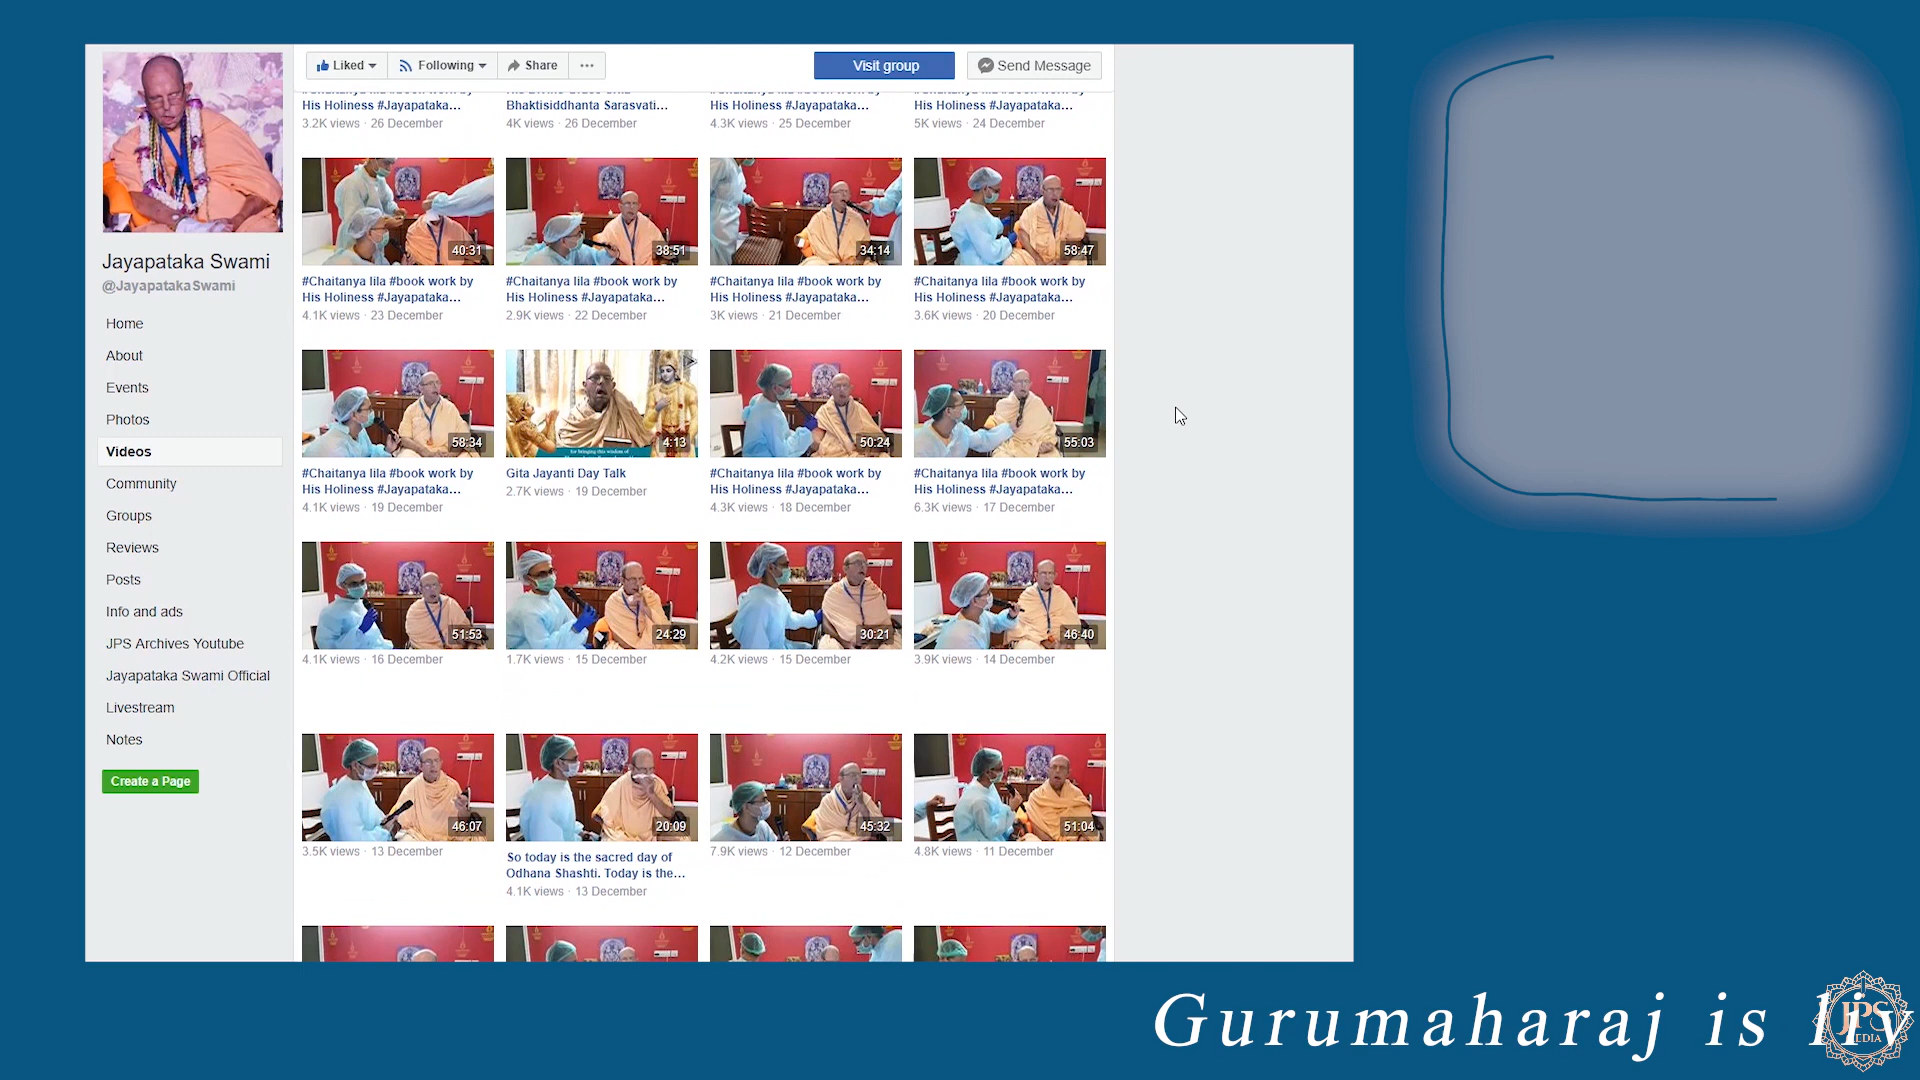 Liked
Following
Share
Visit group
Send Message
His Holiness #Jayapataka...
3.2K views · 26 December
Bhaktisiddhanta Sarasvati...
4K views · 26 December
His Holiness #Jayapataka...
4.3K views · 25 December
His Holiness #Jayapataka...
5K views · 24 December
Jayapataka Swami
@JayapatakaSwami
Home
About
Events
Photos
Videos
Community
Groups
Reviews
Posts
Info and ads
JPS Archives Youtube
Jayapataka Swami Official
Livestream
Notes
Create a Page
40:31
#Chaitanya lila #book work by
His Holiness #Jayapataka...
4.1K views · 23 December
38:51
#Chaitanya lila #book work by
His Holiness #Jayapataka...
2.9K views · 22 December
34:14
#Chaitanya lila #book work by
His Holiness #Jayapataka...
3K views · 21 December
58:47
#Chaitanya lila #book work by
His Holiness #Jayapataka...
3.6K views · 20 December
58:34
#Chaitanya lila #book work by
His Holiness #Jayapataka...
4.1K views · 19 December
4:13
Gita Jayanti Day Talk
2.7K views · 19 December
50:24
#Chaitanya lila #book work by
His Holiness #Jayapataka...
4.3K views · 18 December
55:03
#Chaitanya lila #book work by
His Holiness #Jayapataka...
6.3K views · 17 December
51:53
4.1K views · 16 December
24:29
1.7K views · 15 December
30:21
4.2K views · 15 December
46:40
3.9K views · 14 December
46:07
3.5K views · 13 December
20:09
So today is the sacred day of
Odhana Shashti. Today is the...
4.1K views · 13 December
45:32
7.9K views · 12 December
51:04
4.8K views · 11 December
Gurumaharaj is liv
JPS